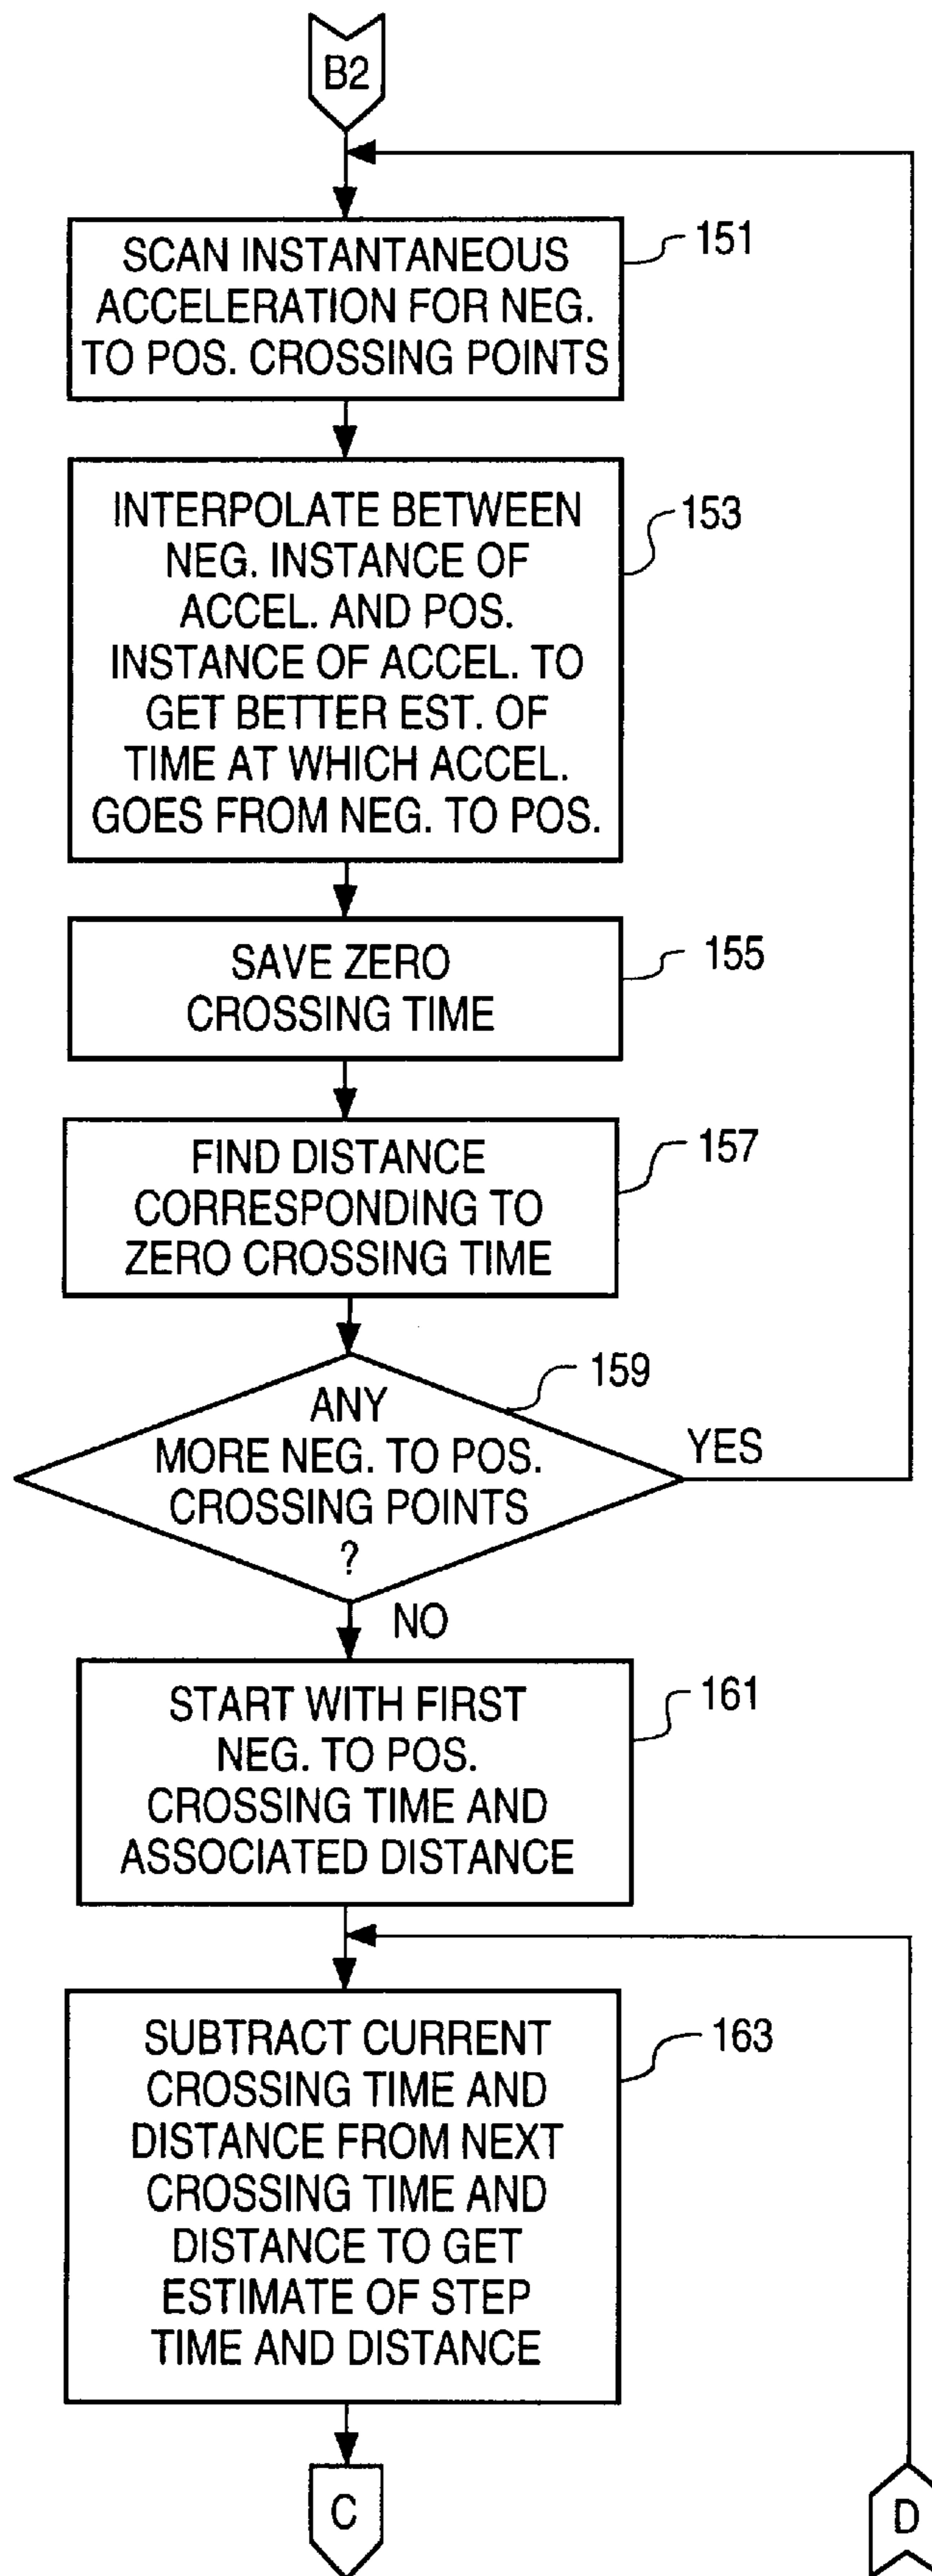 B2
SCAN INSTANTANEOUS
ACCELERATION FOR NEG.
TO POS. CROSSING POINTS
151
INTERPOLATE BETWEEN
NEG. INSTANCE OF
ACCEL. AND POS.
INSTANCE OF ACCEL. TO
GET BETTER EST. OF
TIME AT WHICH ACCEL.
GOES FROM NEG. TO POS.
153
SAVE ZERO
CROSSING TIME
155
FIND DISTANCE
CORRESPONDING TO
ZERO CROSSING TIME
157
ANY
MORE NEG. TO POS.
CROSSING POINTS
?
159
YES
NO
START WITH FIRST
NEG. TO POS.
CROSSING TIME AND
ASSOCIATED DISTANCE
161
SUBTRACT CURRENT
CROSSING TIME AND
DISTANCE FROM NEXT
CROSSING TIME AND
DISTANCE TO GET
ESTIMATE OF STEP
TIME AND DISTANCE
163
C
D